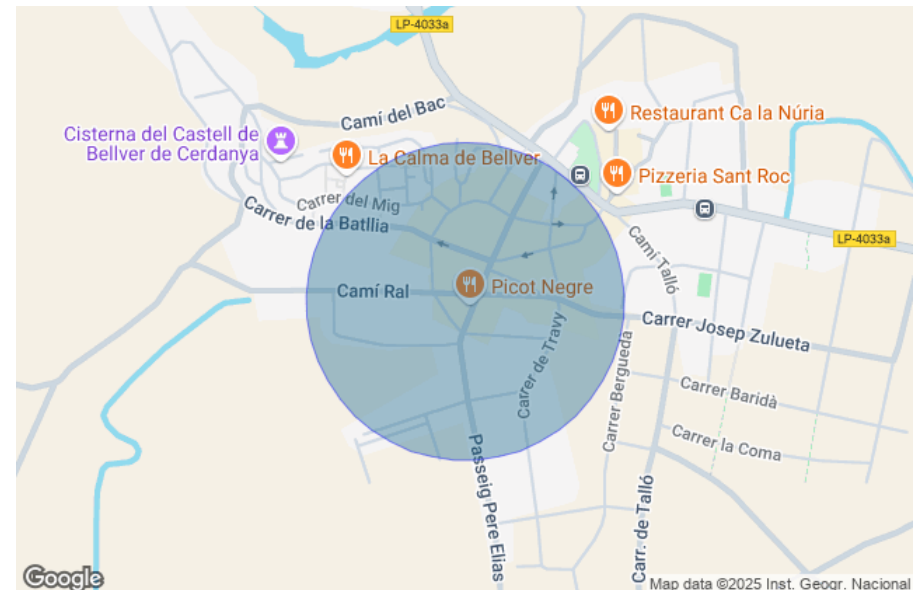 LP-4033a
Camí del Bac
Restaurant Ca la Núria
Cisterna del Castell de
Bellver de Cerdanya
La Calma de Bellver
Pizzeria Sant Roc
Carrer del Mig
Carrer de la Batllia
LP-4033a
Camí Talló
Camí Ral
Picot Negre
Carrer Josep Zulueta
Carrer de Travy
Carrer Bergueda
Carrer Baridà
Carrer la Coma
Passeig Pere Elias
Carr. de Talló
Google
Map data ©2025 Inst. Geogr. Nacional